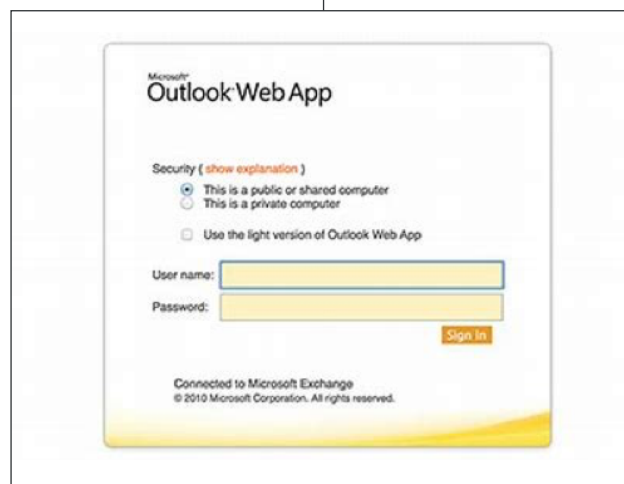 Microsoft®
Outlook Web App
Security ( show explanation )
This is a public or shared computer
This is a private computer
Use the light version of Outlook Web App
User name:
Password:
Sign In
Connected to Microsoft Exchange
© 2010 Microsoft Corporation. All rights reserved.